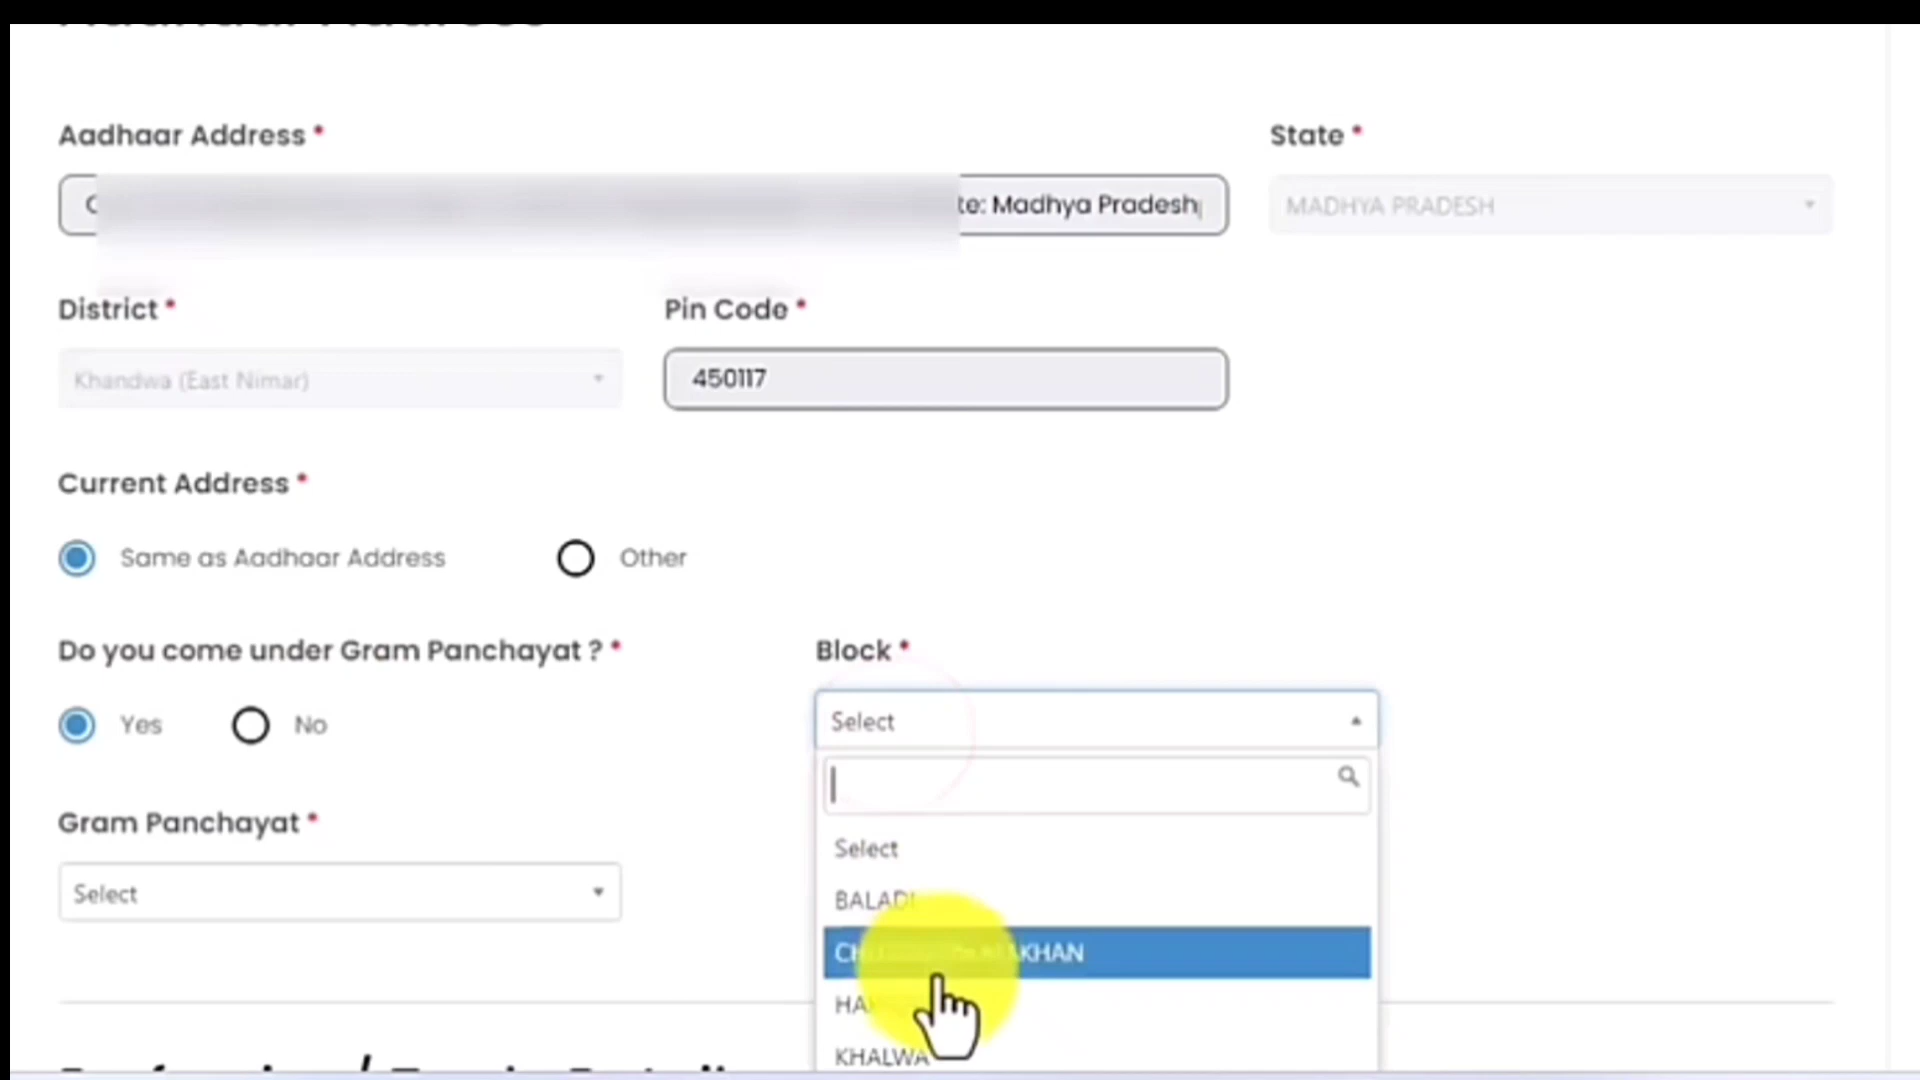 Aadhaar Address *
State *
te: Madhya Pradesh
MADHYA PRADESH
District *
Pin Code *
Khandwa (East Nimar)
450117
Current Address *
Same as Aadhaar Address
Other
Do you come under Gram Panchayat ? *
Block *
Yes
No
Select
Gram Panchayat *
Select
Select
BALADI
KHALWA